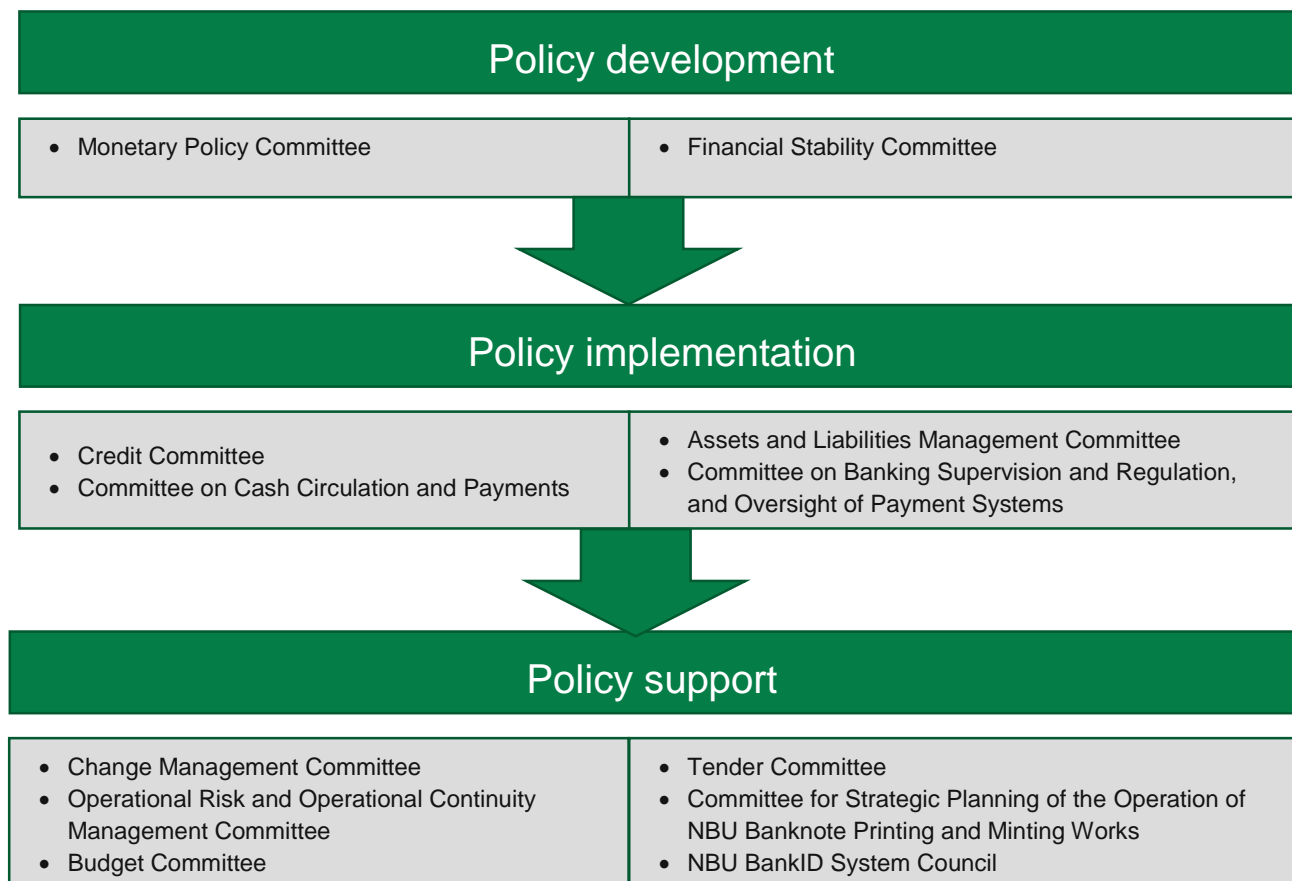 Policy development
• Monetary Policy Committee
• Financial Stability Committee
Policy implementation
• Credit Committee
• Committee on Cash Circulation and Payments
• Assets and Liabilities Management Committee
• Committee on Banking Supervision and Regulation,
and Oversight of Payment Systems
Policy support
• Change Management Committee
• Operational Risk and Operational Continuity
Management Committee
• Budget Committee
• Tender Committee
• Committee for Strategic Planning of the Operation of
NBU Banknote Printing and Minting Works
• NBU BankID System Council